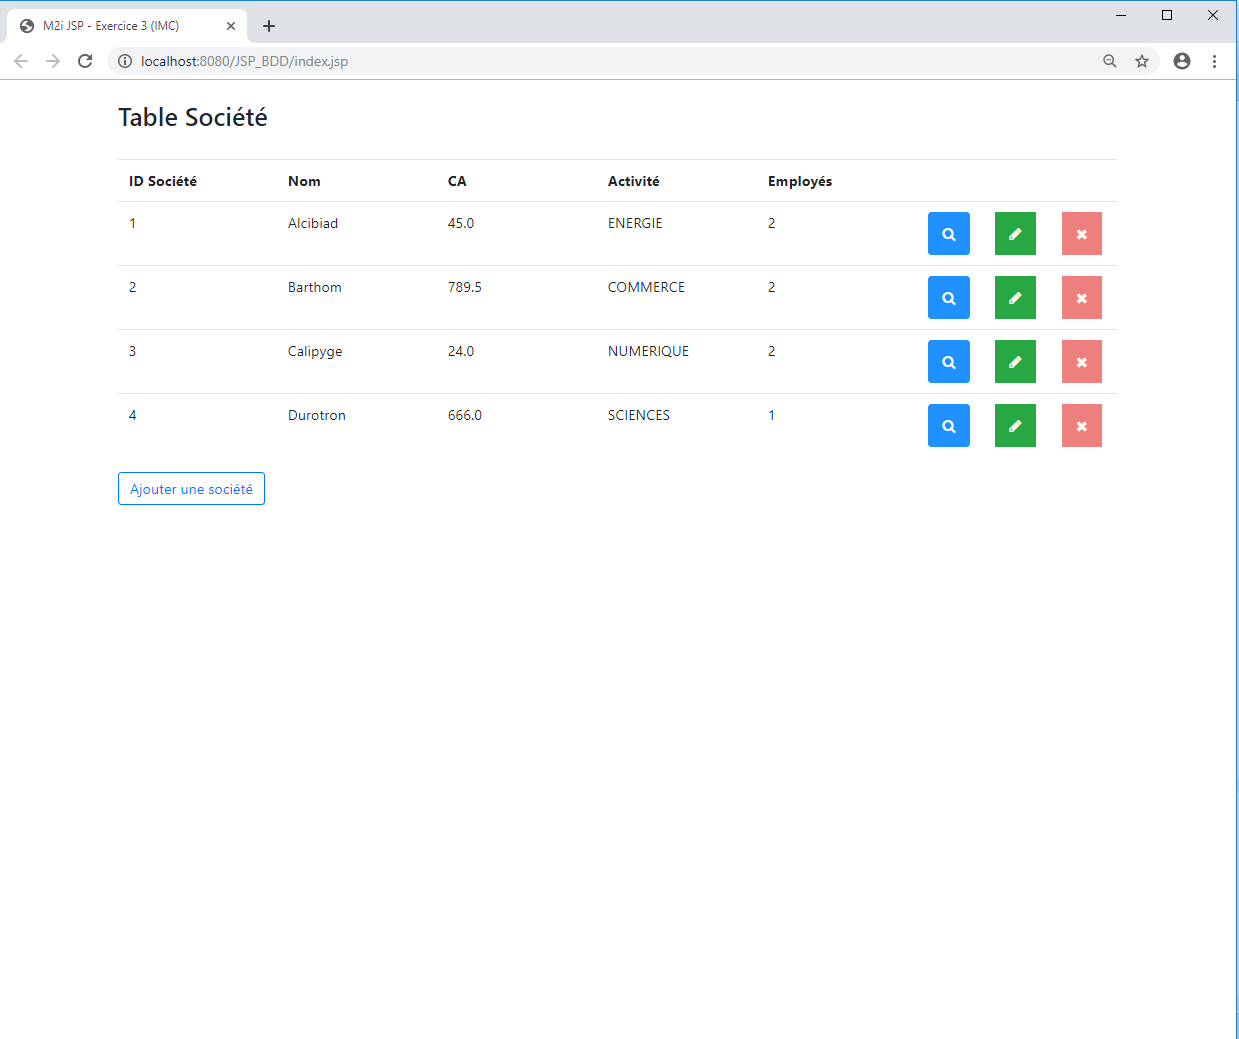 M2i JSP - Exercice 3 (IMC)
localhost:8080/JSP_BDD/index.jsp
Table Société
ID Société Nom CA Activité Employés
1 Alcibiad 45.0 ENERGIE 2
2 Barthom 789.5 COMMERCE 2
3 Calipyge 24.0 NUMERIQUE 2
4 Durotron 666.0 SCIENCES 1
Ajouter une société